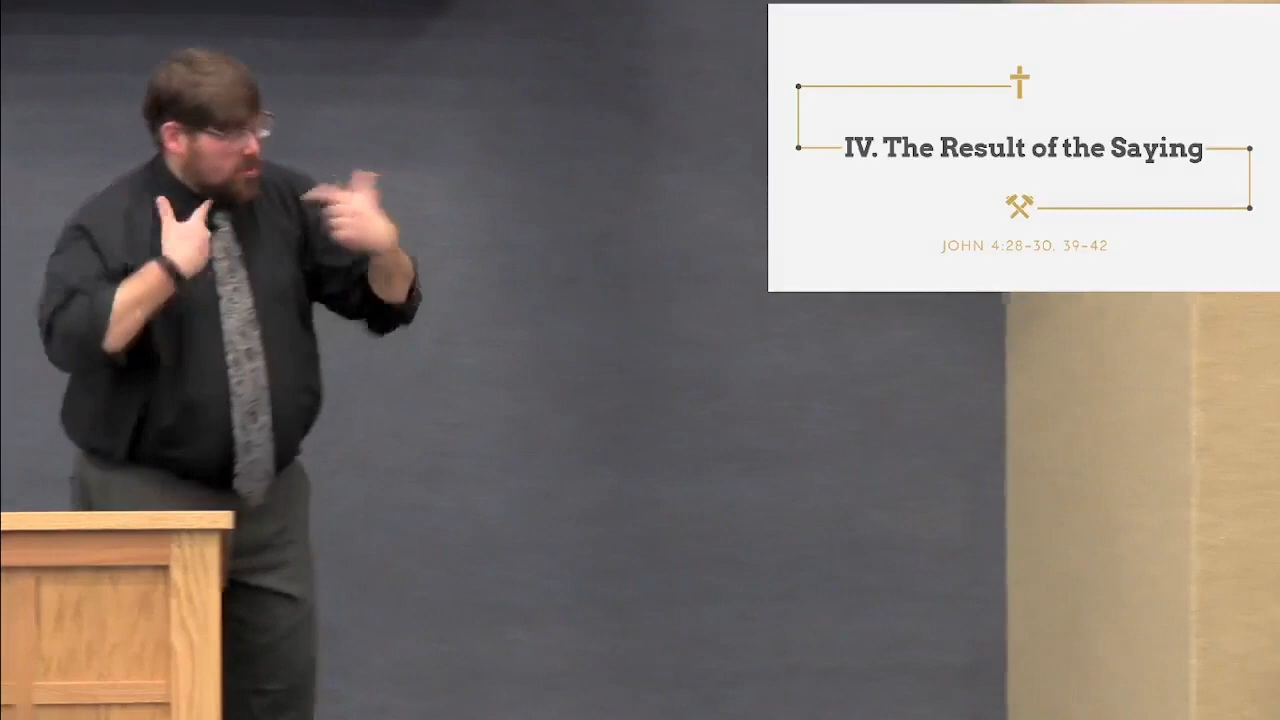 IV. The Result of the Saying
JOHN 4:28-30, 39-42